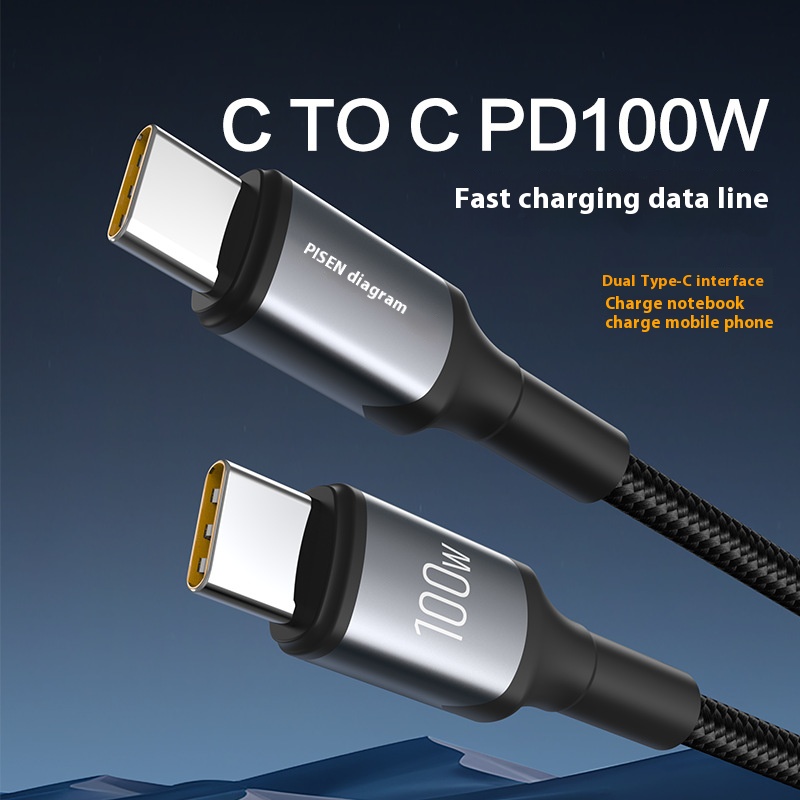 C TO C PD100W
Fast charging data line
Dual Type-C interface
Charge notebook
charge mobile phone
PISEN diagram
100W